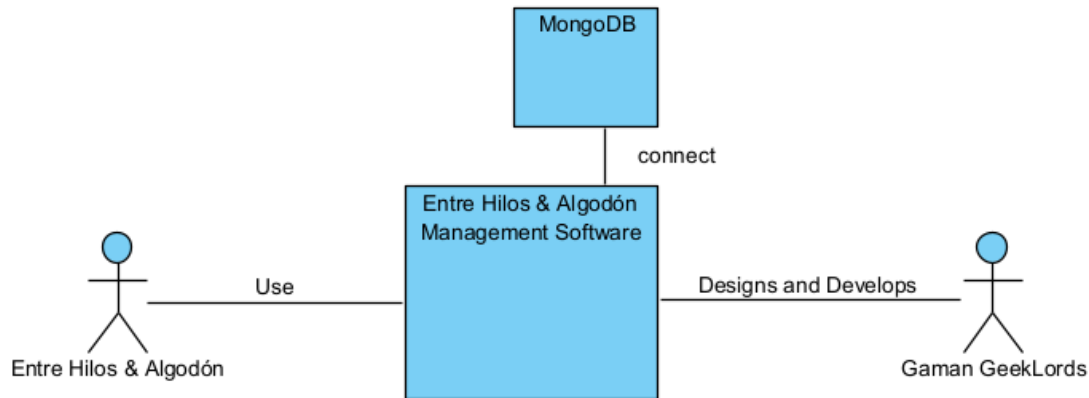 MongoDB
connect
Entre Hilos & Algodón
Management Software
Use
Designs and Develops
Entre Hilos & Algodón
Gaman GeekLords